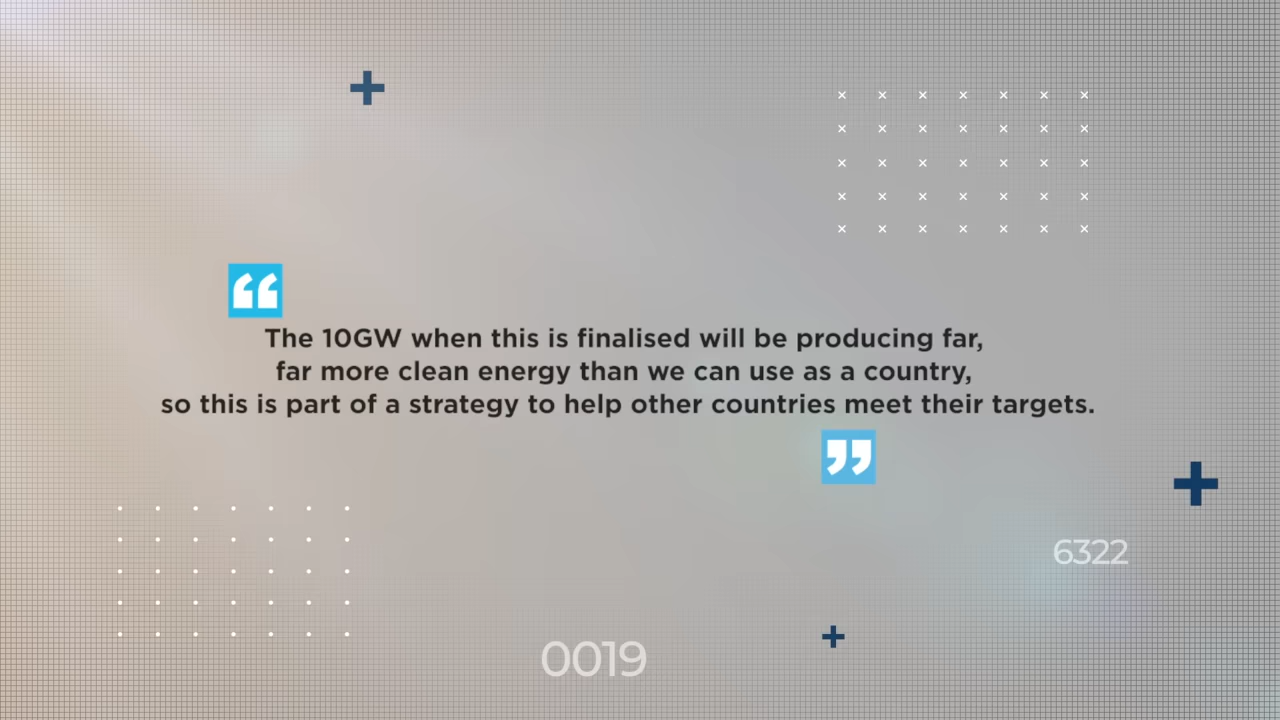 “
The 10GW when this is finalised will be producing far,
far more clean energy than we can use as a country,
so this is part of a strategy to help other countries meet their targets.
”
6322
0019